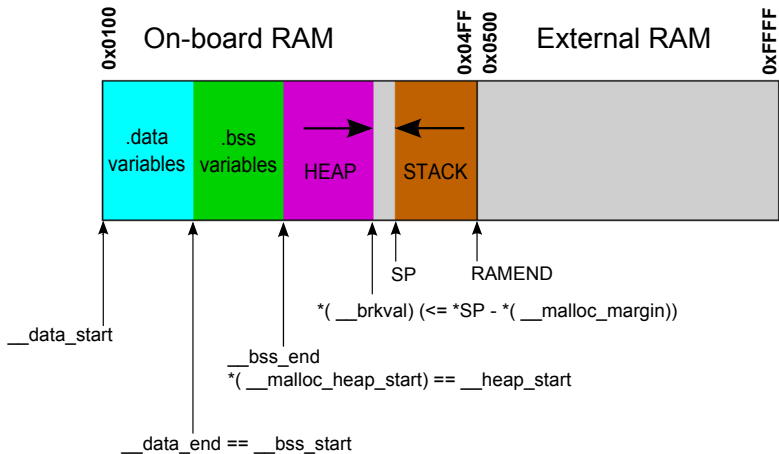 On-board RAM
External RAM
0x0100
0x04FF
0x0500
0xFFFF
.data
variables
.bss
variables
HEAP
STACK
SP
RAMEND
*( __brkval) (<= *SP - *( __malloc_margin))
__data_start
__bss_end
*( __malloc_heap_start) == __heap_start
__data_end == __bss_start